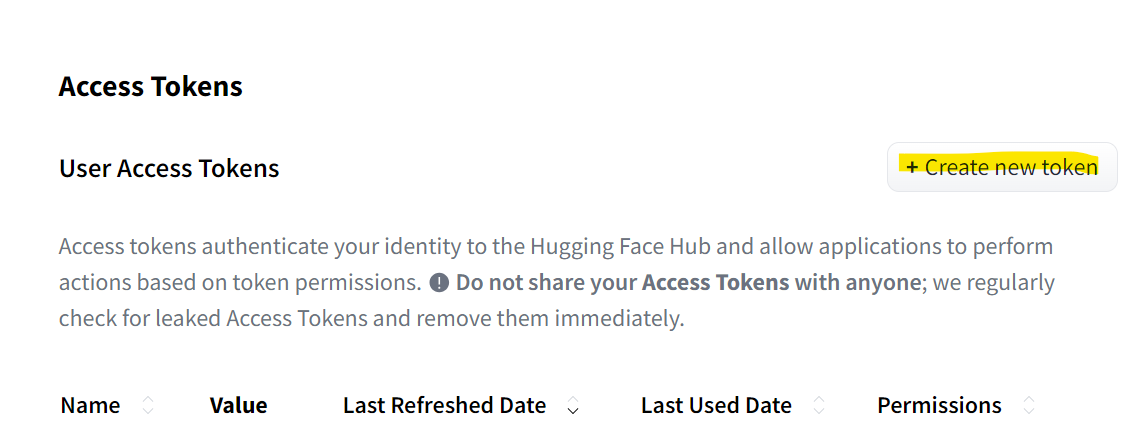 Access Tokens
User Access Tokens
+ Create new token
Access tokens authenticate your identity to the Hugging Face Hub and allow applications to perform
actions based on token permissions. ! Do not share your Access Tokens with anyone; we regularly
check for leaked Access Tokens and remove them immediately.
Name Value Last Refreshed Date Last Used Date Permissions